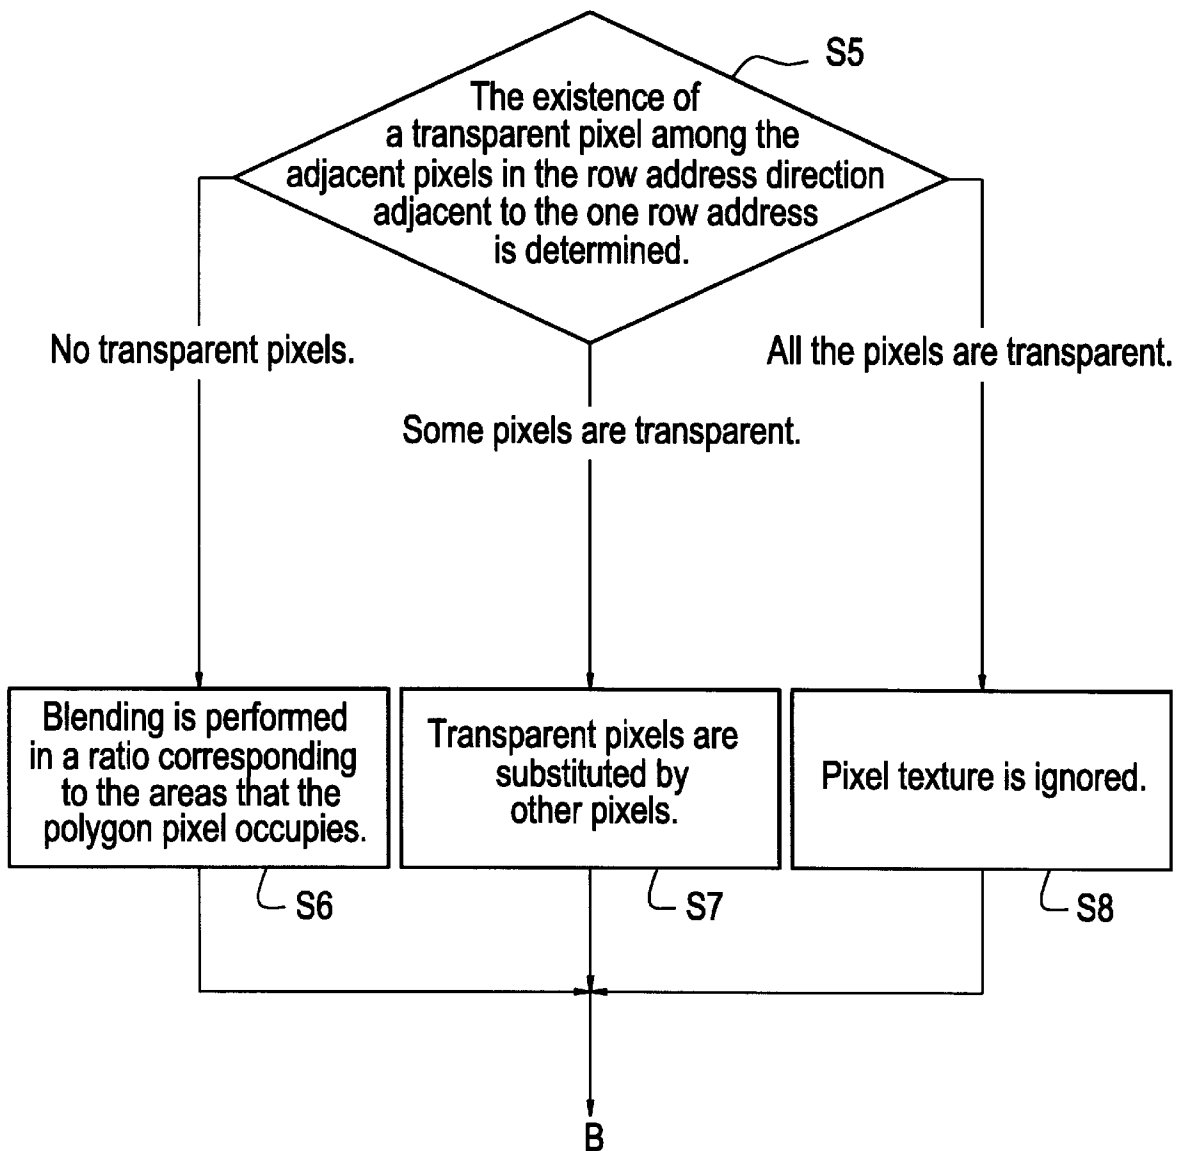 S5
The existence of
a transparent pixel among the
adjacent pixels in the row address direction
adjacent to the one row address
is determined.
No transparent pixels.
All the pixels are transparent.
Some pixels are transparent.
Blending is performed
in a ratio corresponding
to the areas that the
polygon pixel occupies.
Transparent pixels are
substituted by
other pixels.
Pixel texture is ignored.
S6
S7
S8
B